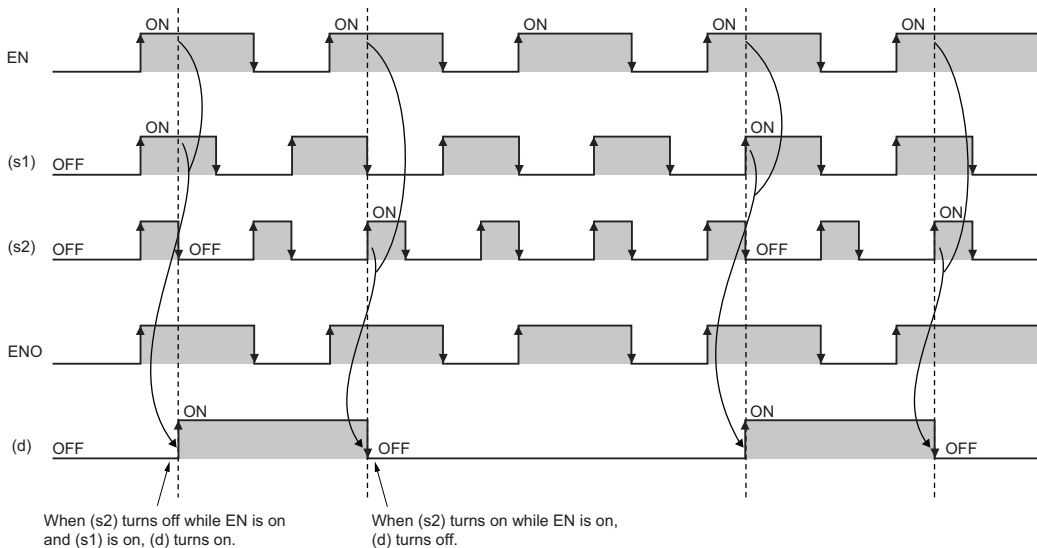 ON ON ON ON ON
EN
ON ON
(s1) OFF
ON ON
(s2) OFF OFF OFF
ENO
ON ON
(d) OFF OFF OFF
When (s2) turns off while EN is on
and (s1) is on, (d) turns on.
When (s2) turns on while EN is on,
(d) turns off.